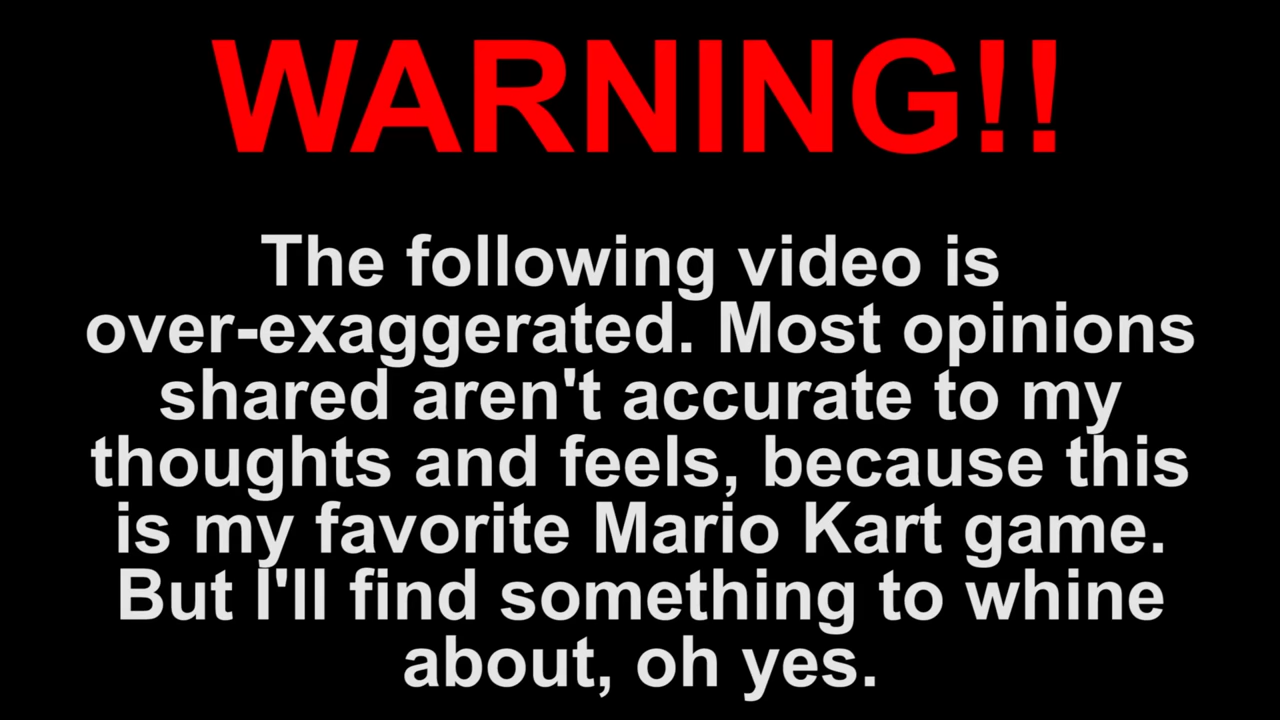 WARNING!!
The following video is
over-exaggerated. Most opinions
shared aren't accurate to my
thoughts and feels, because this
is my favorite Mario Kart game.
But I'll find something to whine
about, oh yes.